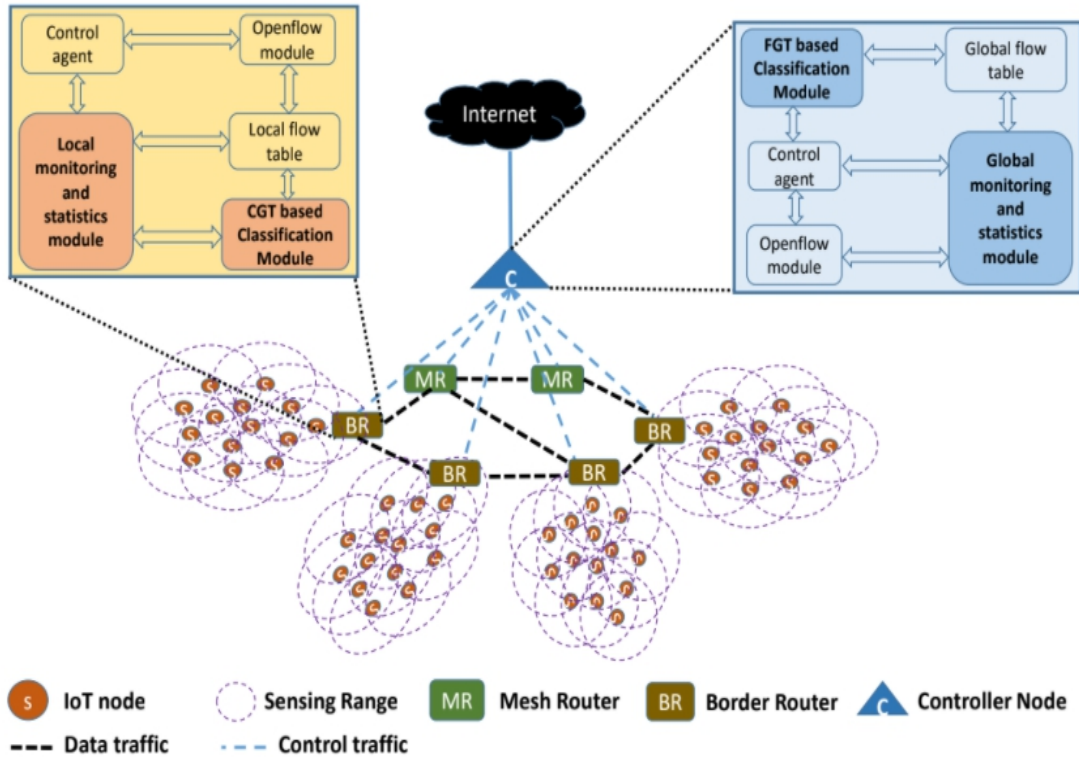 Control
agent
Openflow
module
Local
monitoring
and
statistics
module
Local flow
table
CGT based
Classification
Module
Internet
FGT based
Classification
Module
Global flow
table
Control
agent
Global
monitoring
and
statistics
module
Openflow
module
C
MR
MR
BR
BR
BR
BR
S
IoT node
Sensing Range
MR
Mesh Router
BR
Border Router
C
Controller Node
Data traffic
Control traffic